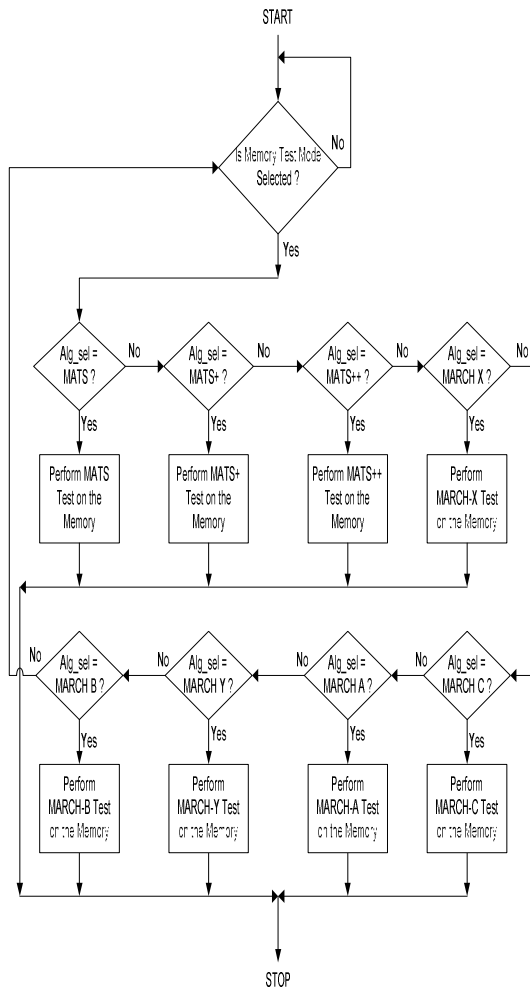 START
Is Memory Test Mode
Selected ?
No
Yes
Alg_sel =
MATS ?
No
Alg_sel =
MATS+ ?
No
Alg_sel =
MATS++ ?
No
Alg_sel =
MARCH X ?
No
Yes
Yes
Yes
Yes
Perform MATS
Test on the
Memory
Perform MATS+
Test on the
Memory
Perform MATS++
Test on the
Memory
Perform
MARCH-X Test
on the Memory
No
Alg_sel =
MARCH B ?
No
Alg_sel =
MARCH Y ?
No
Alg_sel =
MARCH A ?
No
Alg_sel =
MARCH C ?
Yes
Yes
Yes
Yes
Perform
MARCH-B Test
on the Memory
Perform
MARCH-Y Test
on the Memory
Perform
MARCH-A Test
on the Memory
Perform
MARCH-C Test
on the Memory
STOP